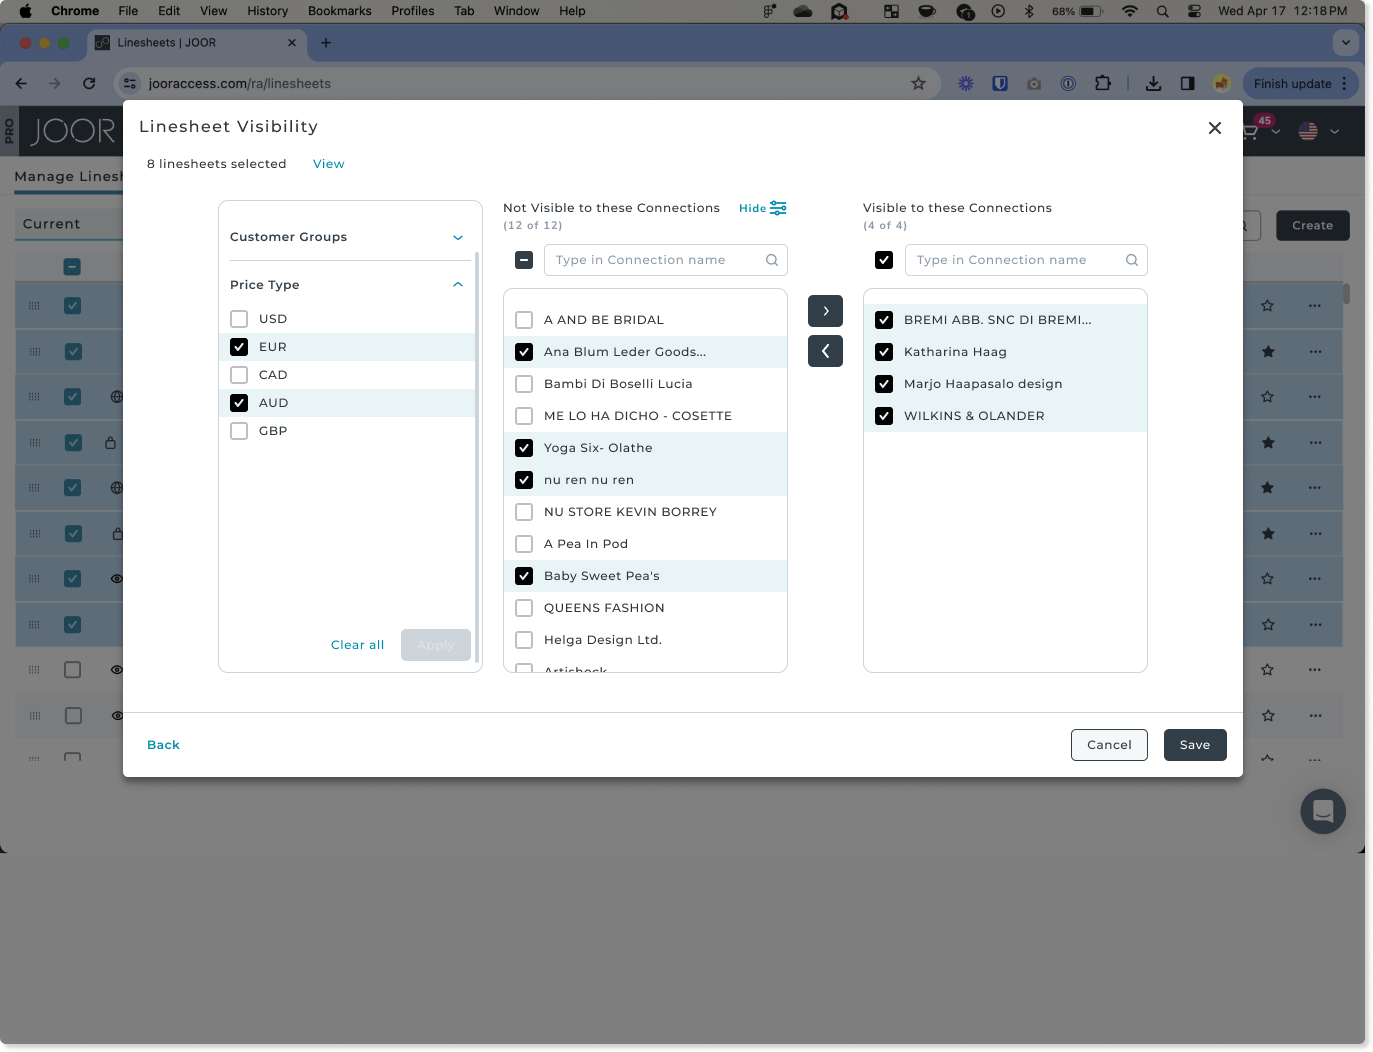 Chrome File Edit View History Bookmarks Profiles Tab Window Help 68% Wed Apr 17 12:18 PM
Linesheets | JOOR
jooraccess.com/ra/linesheets Finish update
PRO JOOR 45
Manage Linesh
Current Create
Linesheet Visibility
8 linesheets selected View
Customer Groups
Price Type
USD
EUR
CAD
AUD
GBP
Clear all Apply
Not Visible to these Connections Hide
(12 of 12)
Type in Connection name
A AND BE BRIDAL
Ana Blum Leder Goods...
Bambi Di Boselli Lucia
ME LO HA DICHO - COSETTE
Yoga Six- Olathe
nu ren nu ren
NU STORE KEVIN BORREY
A Pea In Pod
Baby Sweet Pea's
QUEENS FASHION
Helga Design Ltd.
Visible to these Connections
(4 of 4)
Type in Connection name
BREMI ABB. SNC DI BREMI...
Katharina Haag
Marjo Haapasalo design
WILKINS & OLANDER
Back Cancel Save